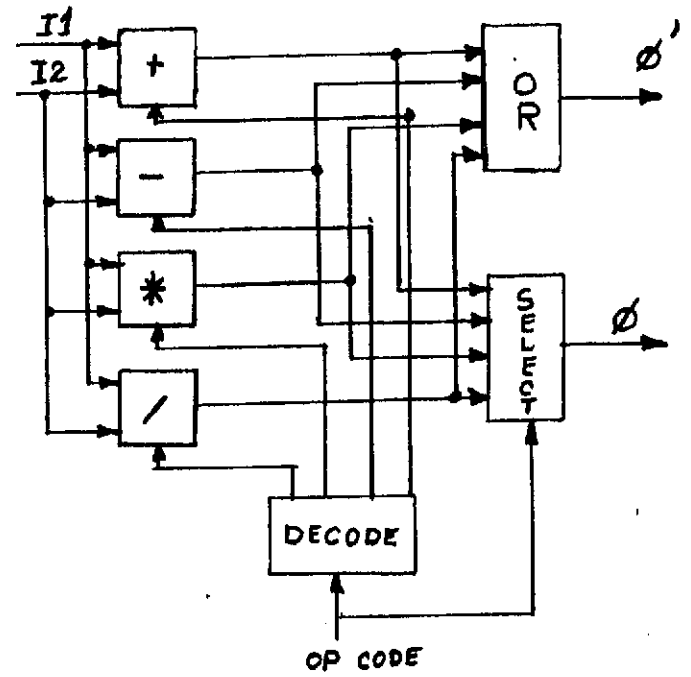 I1
I2
+
-
*
/
OR
Ø'
SELECT
Ø
DECODE
OP CODE